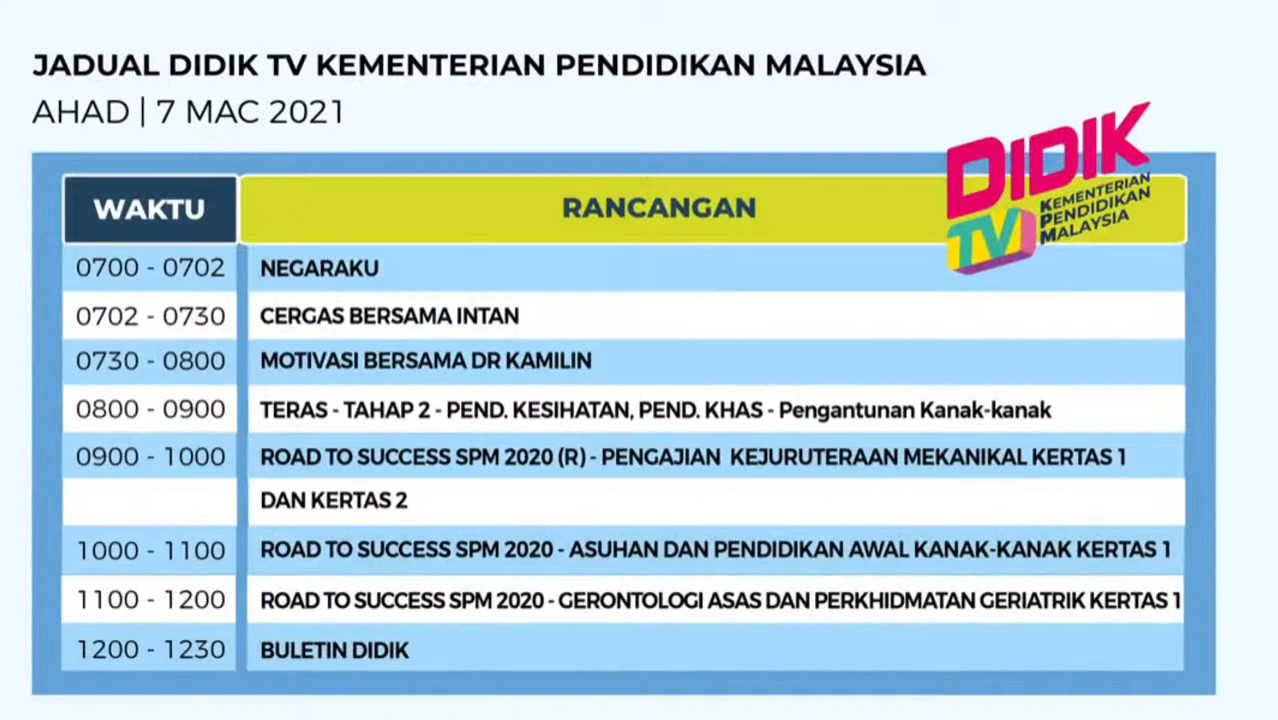 JADUAL DIDIK TV KEMENTERIAN PENDIDIKAN MALAYSIA
AHAD | 7 MAC 2021
DIDIK
TV
KEMENTERIAN
PENDIDIKAN
MALAYSIA
WAKTU RANCANGAN
0700 - 0702 NEGARAKU
0702 - 0730 CERGAS BERSAMA INTAN
0730 - 0800 MOTIVASI BERSAMA DR KAMILIN
0800 - 0900 TERAS - TAHAP 2 - PEND. KESIHATAN, PEND. KHAS - Pengantunan Kanak-kanak
0900 - 1000 ROAD TO SUCCESS SPM 2020 (R) - PENGAJIAN KEJURUTERAAN MEKANIKAL KERTAS 1
DAN KERTAS 2
1000 - 1100 ROAD TO SUCCESS SPM 2020 - ASUHAN DAN PENDIDIKAN AWAL KANAK-KANAK KERTAS 1
1100 - 1200 ROAD TO SUCCESS SPM 2020 - GERONTOLOGI ASAS DAN PERKHIDMATAN GERIATRIK KERTAS 1
1200 - 1230 BULETIN DIDIK